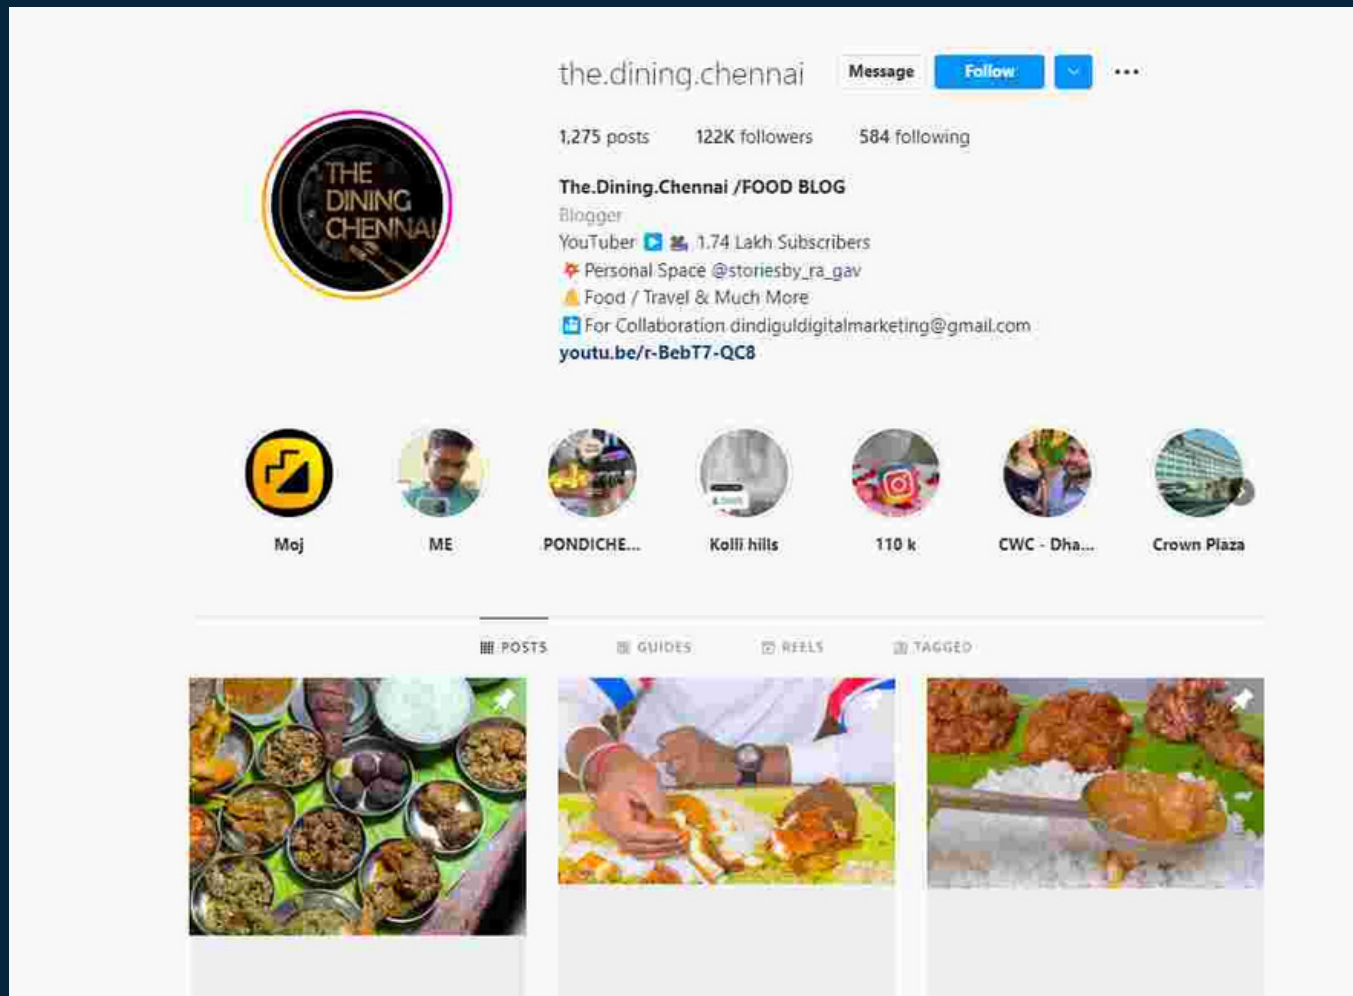 the.dining.chennai Message Follow
1,275 posts 122K followers 584 following
THE
DINING
CHENNAI
The.Dining.Chennai /FOOD BLOG
Blogger
YouTuber 1.74 Lakh Subscribers
Personal Space @storiesby_ra_gav
Food / Travel & Much More
For Collaboration dindiguldigitalmarketing@gmail.com
youtu.be/r-BebT7-QC8
Moj ME PONDICHE... Kolli hills 110 k CWC - Dha... Crown Plaza
POSTS GUIDES REELS TAGGED